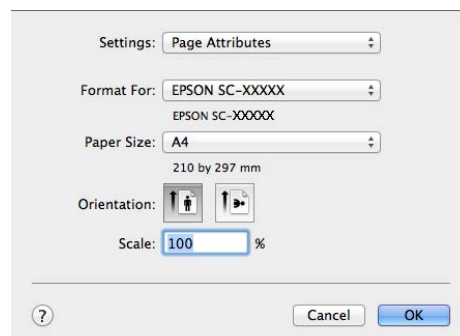 Settings: Page Attributes
Format For: EPSON SC-XXXXX
EPSON SC-XXXXX
Paper Size: A4
210 by 297 mm
Orientation:
Scale: 100 %
? Cancel OK